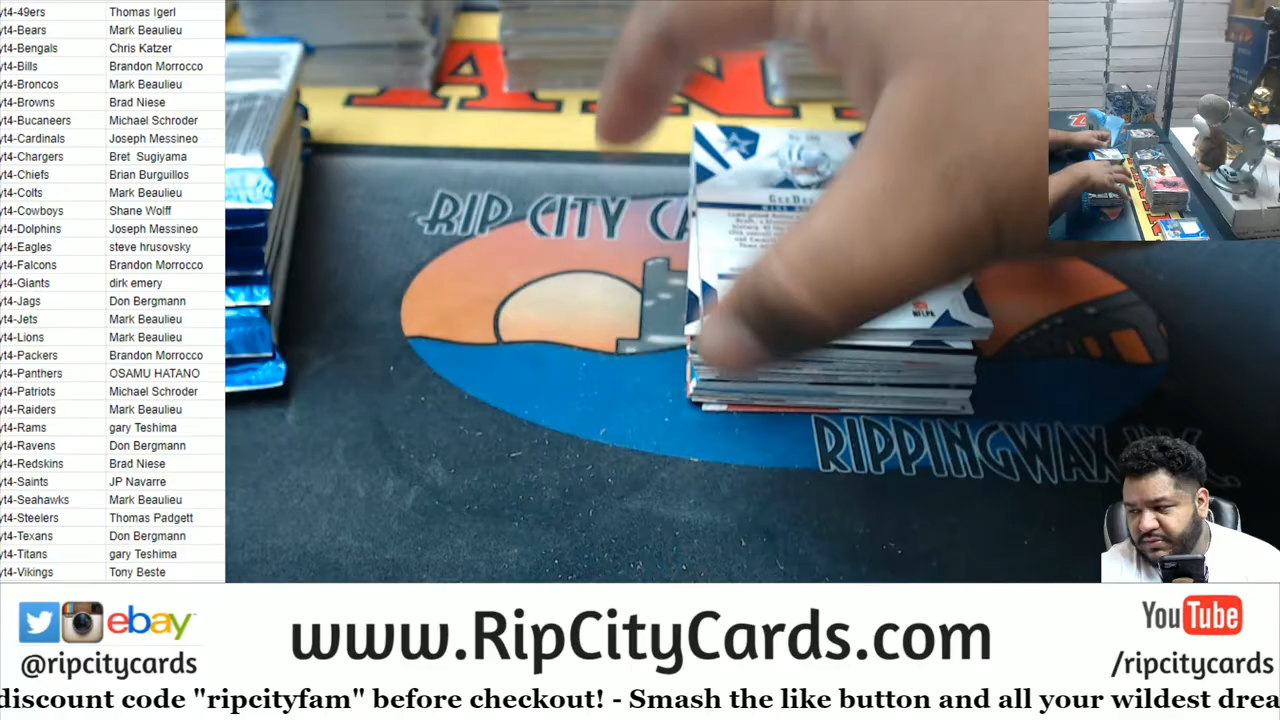 yt4-49ers Thomas Igerl
yt4-Bears Mark Beaulieu
yt4-Bengals Chris Katzer
yt4-Bills Brandon Morrocco
yt4-Broncos Mark Beaulieu
yt4-Browns Brad Niese
yt4-Bucaneers Michael Schroder
yt4-Cardinals Joseph Messineo
yt4-Chargers Bret Sugiyama
yt4-Chiefs Brian Burguillos
yt4-Colts Mark Beaulieu
yt4-Cowboys Shane Wolff
yt4-Dolphins Joseph Messineo
yt4-Eagles steve hrusovsky
yt4-Falcons Brandon Morrocco
yt4-Giants dirk emery
yt4-Jags Don Bergmann
yt4-Jets Mark Beaulieu
yt4-Lions Mark Beaulieu
yt4-Packers Brandon Morrocco
yt4-Panthers OSAMU HATANO
yt4-Patriots Michael Schroder
yt4-Raiders Mark Beaulieu
yt4-Rams gary Teshima
yt4-Ravens Don Bergmann
yt4-Redskins Brad Niese
yt4-Saints JP Navarre
yt4-Seahawks Mark Beaulieu
yt4-Steelers Thomas Padgett
yt4-Texans Don Bergmann
yt4-Titans gary Teshima
yt4-Vikings Tony Beste
RIP CITY
CeeDee
NFLPA
RIPPINGWAX
ebay
@ripcitycards
www.RipCityCards.com
YouTube
/ripcitycards
discount code "ripcityfam" before checkout! - Smash the like button and all your wildest drea